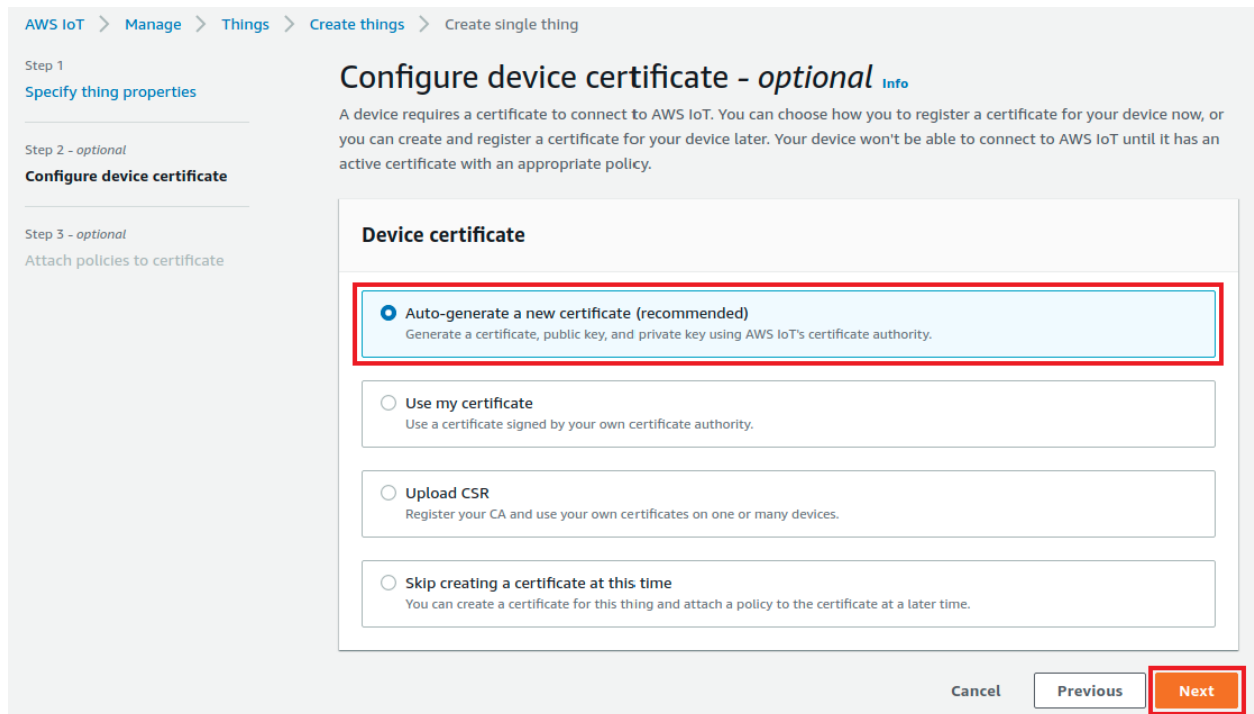 AWS IoT > Manage > Things > Create things > Create single thing
Step 1
Specify thing properties
Step 2 - optional
Configure device certificate
Step 3 - optional
Attach policies to certificate
Configure device certificate - optional Info
A device requires a certificate to connect to AWS IoT. You can choose how you to register a certificate for your device now, or
you can create and register a certificate for your device later. Your device won't be able to connect to AWS IoT until it has an
active certificate with an appropriate policy.
Device certificate
Auto-generate a new certificate (recommended)
Generate a certificate, public key, and private key using AWS IoT's certificate authority.
Use my certificate
Use a certificate signed by your own certificate authority.
Upload CSR
Register your CA and use your own certificates on one or many devices.
Skip creating a certificate at this time
You can create a certificate for this thing and attach a policy to the certificate at a later time.
Cancel Previous Next